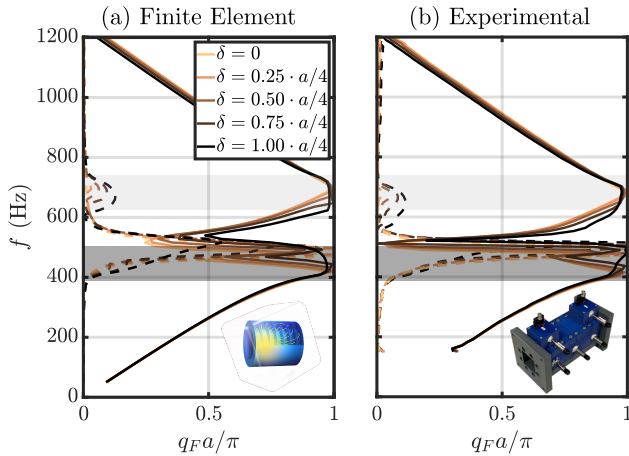 (a) Finite Element
(b) Experimental
1200
1000
800
600
400
200
0
f (Hz)
δ = 0
δ = 0.25 · a/4
δ = 0.50 · a/4
δ = 0.75 · a/4
δ = 1.00 · a/4
0 0.5 1
0 0.5 1
q_F a/π
q_F a/π